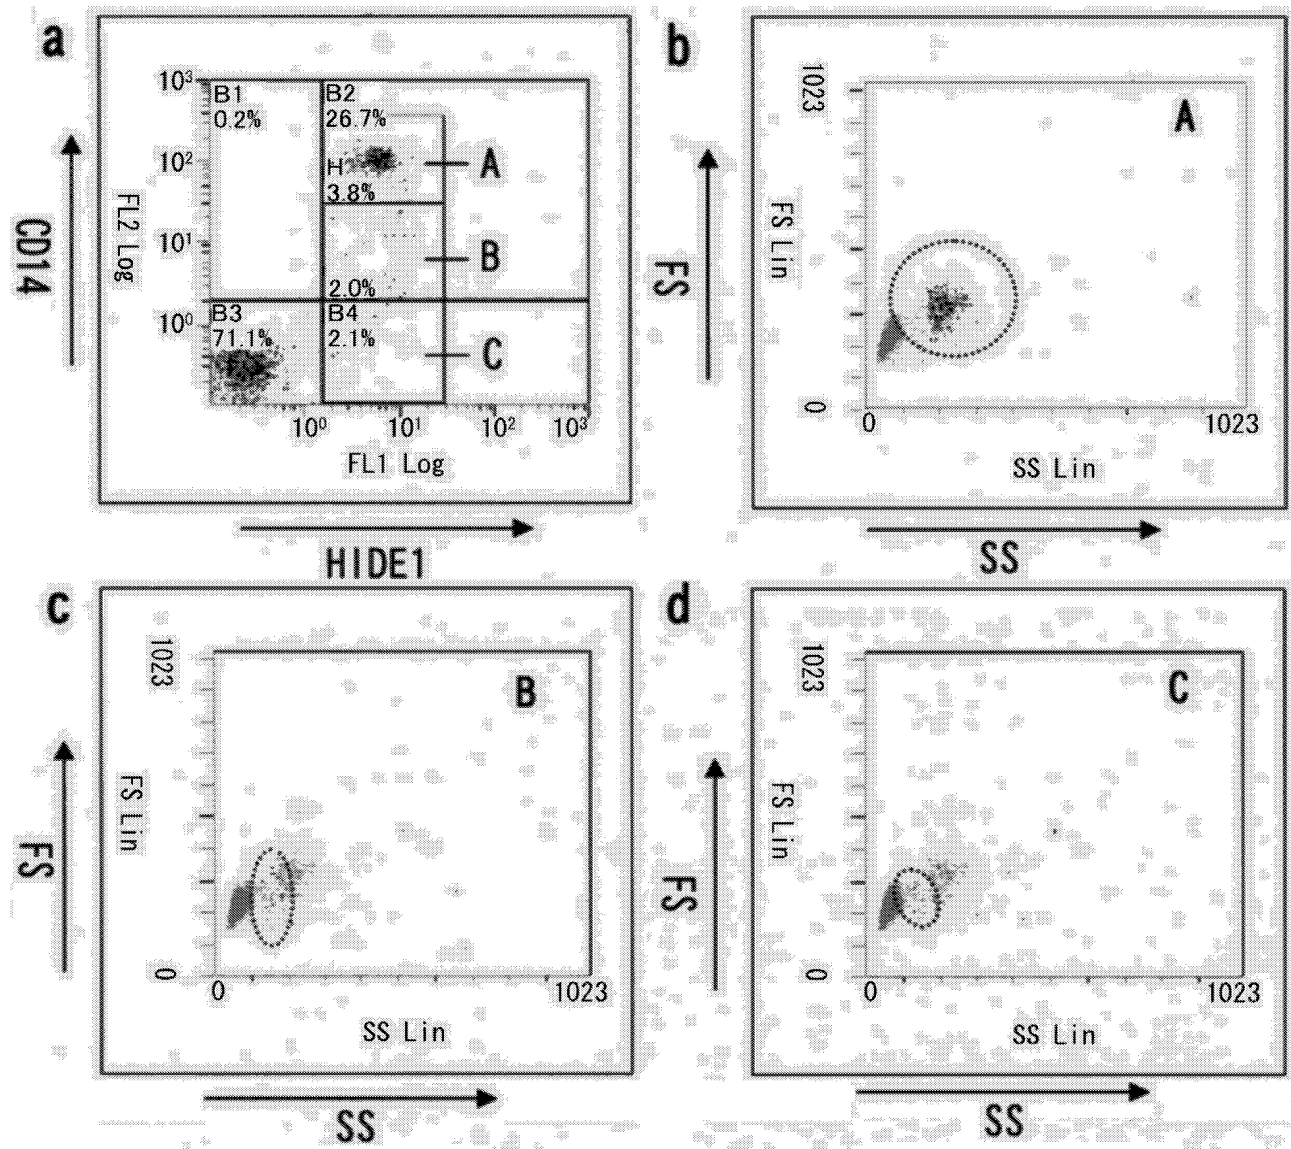 a
10³
10²
10¹
10⁰
CD14
FL2 Log
B1
0.2%
B2
26.7%
H
3.8%
2.0%
B3
71.1%
B4
2.1%
A
B
C
10⁰ 10¹ 10² 10³
FL1 Log
HIDE1
b
1023
FS Lin
FS
A
0
0 1023
SS Lin
SS
c
1023
FS Lin
FS
B
0
0 1023
SS Lin
SS
d
1023
FS Lin
FS
C
0
0 1023
SS Lin
SS